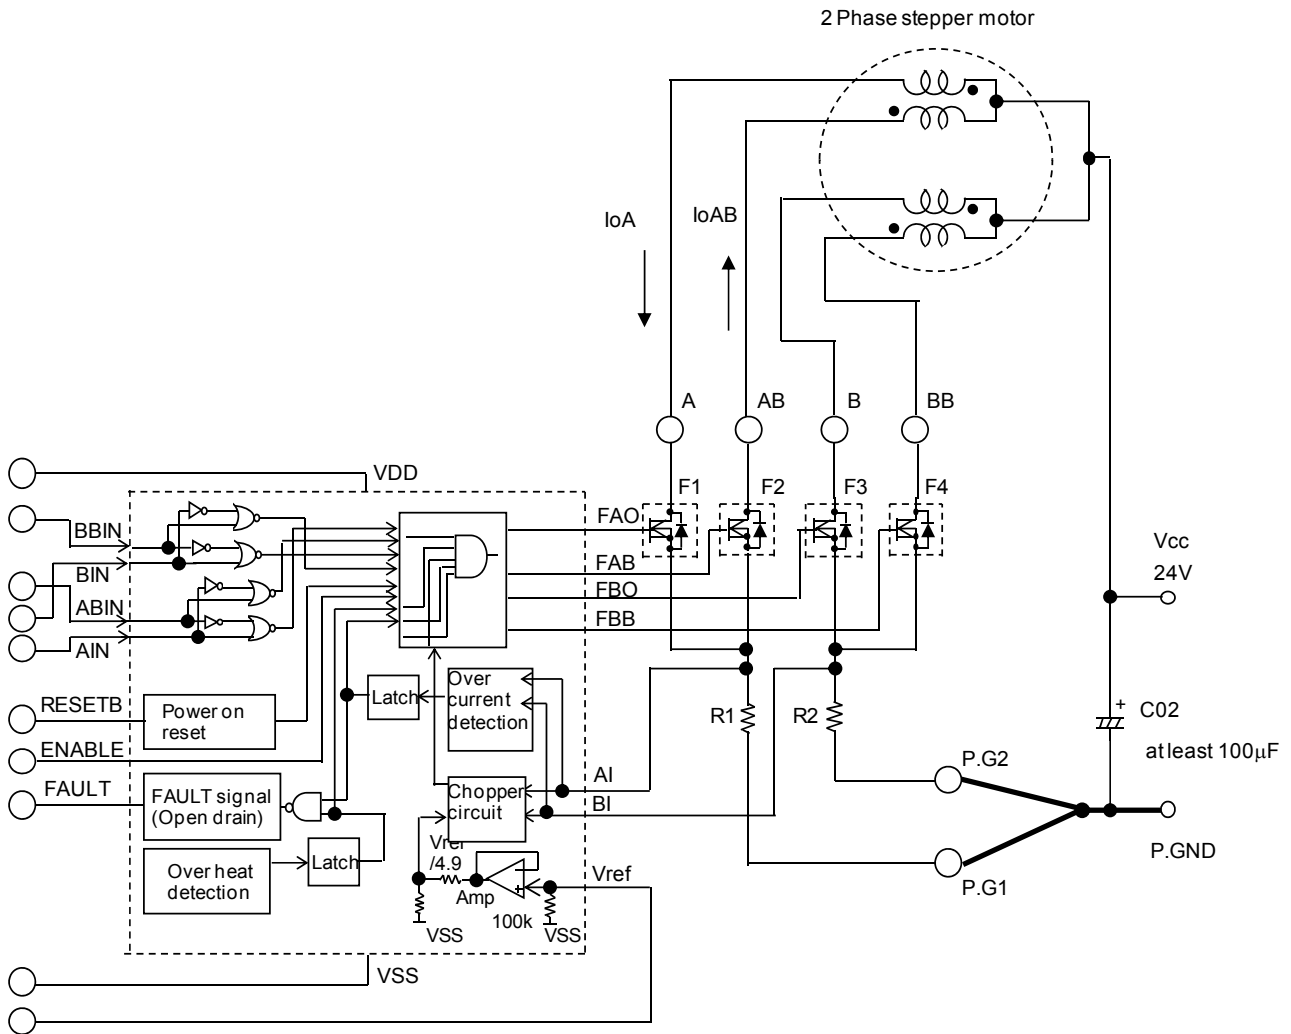 2 Phase stepper motor
IoA
IoAB
A
AB
B
BB
VDD
F1
F2
F3
F4
BBIN
FAO
Vcc
24V
BIN
FAB
ABIN
FBO
FBB
AIN
RESETB
Power on
reset
Latch
Over
current
detection
R1
R2
C02
+
at least 100μF
ENABLE
FAULT
FAULT signal
(Open drain)
Chopper
circuit
AI
BI
P.G2
P.GND
P.G1
Over heat
detection
Latch
Vref
/4.9
Amp
+
100k
Vref
VSS
VSS
VSS